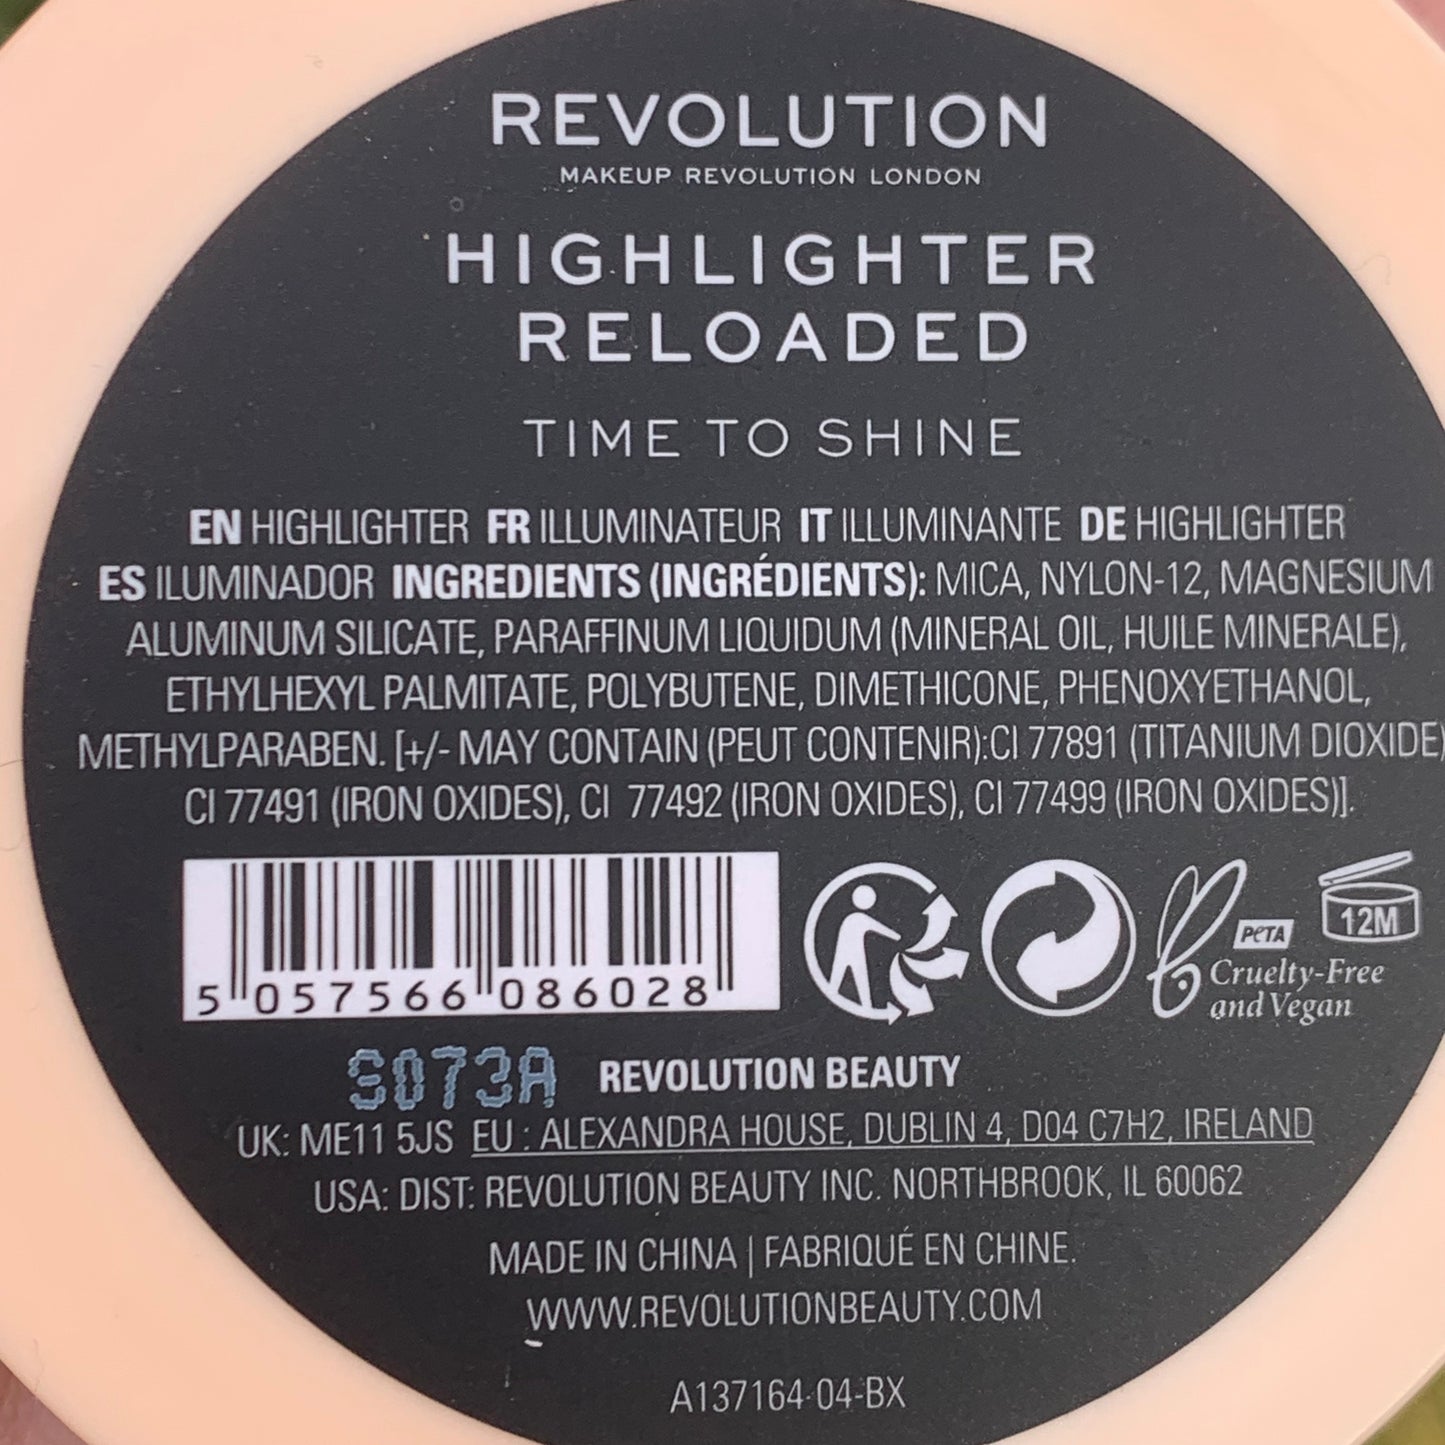 REVOLUTION
MAKEUP REVOLUTION LONDON
HIGHLIGHTER
RELOADED
TIME TO SHINE
EN HIGHLIGHTER FR ILLUMINATEUR IT ILLUMINANTE DE HIGHLIGHTER
ES ILUMINADOR INGREDIENTS (INGRÉDIENTS): MICA, NYLON-12, MAGNESIUM
ALUMINUM SILICATE, PARAFFINUM LIQUIDUM (MINERAL OIL, HUILE MINERALE),
ETHYLHEXYL PALMITATE, POLYBUTENE, DIMETHICONE, PHENOXYETHANOL,
METHYLPARABEN. [+/- MAY CONTAIN (PEUT CONTENIR):CI 77891 (TITANIUM DIOXIDE)
CI 77491 (IRON OXIDES), CI 77492 (IRON OXIDES), CI 77499 (IRON OXIDES)].
5 057566 086028
PETA
Cruelty-Free
and Vegan
12M
S073A REVOLUTION BEAUTY
UK: ME11 5JS EU : ALEXANDRA HOUSE, DUBLIN 4, D04 C7H2, IRELAND
USA: DIST: REVOLUTION BEAUTY INC. NORTHBROOK, IL 60062
MADE IN CHINA | FABRIQUÉ EN CHINE.
WWW.REVOLUTIONBEAUTY.COM
A137164-04-BX